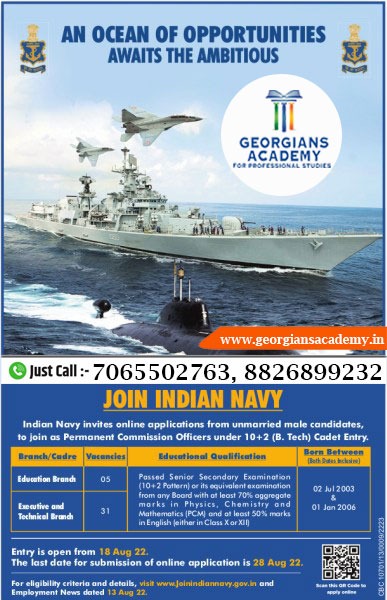 AN OCEAN OF OPPORTUNITIES
AWAITS THE AMBITIOUS
GEORGIANS
ACADEMY
FOR PROFESSIONAL STUDIES
www.georgiansacademy.in
Just Call :- 7065502763, 8826899232
JOIN INDIAN NAVY
Indian Navy invites online applications from unmarried male candidates,
to join as Permanent Commission Officers under 10+2 (B. Tech) Cadet Entry.
Branch/Cadre Vacancies Educational Qualification Born Between
(Both Dates Inclusive)
Education Branch 05
Executive and
Technical Branch 31
Passed Senior Secondary Examination
(10+2 Pattern) or its equivalent examination
from any Board with at least 70% aggregate
marks in Physics, Chemistry and
Mathematics (PCM) and at least 50% marks
in English (either in Class X or XII)
02 Jul 2003
&
01 Jan 2006
Entry is open from 18 Aug 22.
The last date for submission of online application is 28 Aug 22.
For eligibility criteria and details, visit www.joinindiannavy.gov.in and
Employment News dated 13 Aug 22.
Scan this QR Code to
apply online
CBC 10701/13/0009/2223